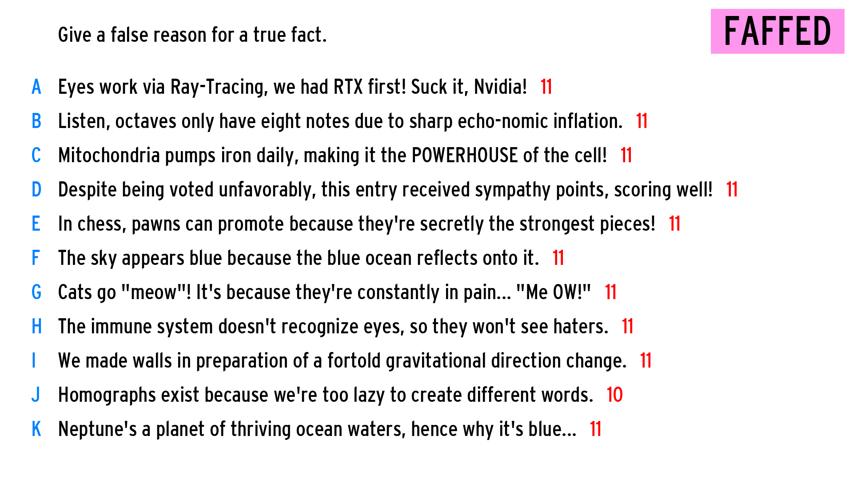 Give a false reason for a true fact.
FAFFED
A Eyes work via Ray-Tracing, we had RTX first! Suck it, Nvidia! 11
B Listen, octaves only have eight notes due to sharp echo-nomic inflation. 11
C Mitochondria pumps iron daily, making it the POWERHOUSE of the cell! 11
D Despite being voted unfavorably, this entry received sympathy points, scoring well! 11
E In chess, pawns can promote because they're secretly the strongest pieces! 11
F The sky appears blue because the blue ocean reflects onto it. 11
G Cats go "meow"! It's because they're constantly in pain... "Me OW!" 11
H The immune system doesn't recognize eyes, so they won't see haters. 11
I We made walls in preparation of a fortold gravitational direction change. 11
J Homographs exist because we're too lazy to create different words. 10
K Neptune's a planet of thriving ocean waters, hence why it's blue... 11